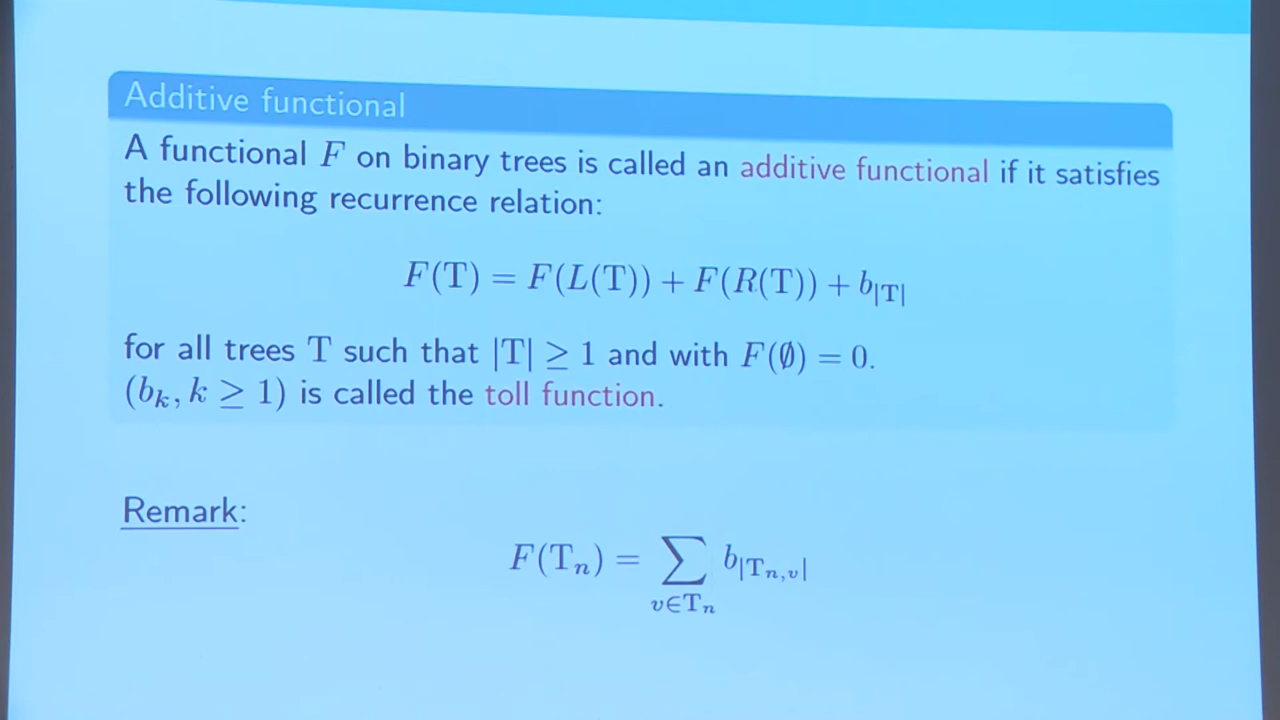 Additive functional
A functional F on binary trees is called an additive functional if it satisfies
the following recurrence relation:
F(T) = F(L(T)) + F(R(T)) + b_{|T|}
for all trees T such that |T| ≥ 1 and with F(∅) = 0.
(b_k, k ≥ 1) is called the toll function.
Remark:
F(T_n) = ∑_{v∈T_n} b_{|T_{n,v}|}